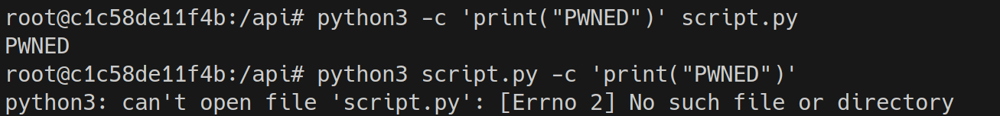 root@c1c58de11f4b:/api# python3 -c 'print("PWNED")' script.py
PWNED
root@c1c58de11f4b:/api# python3 script.py -c 'print("PWNED")'
python3: can't open file 'script.py': [Errno 2] No such file or directory